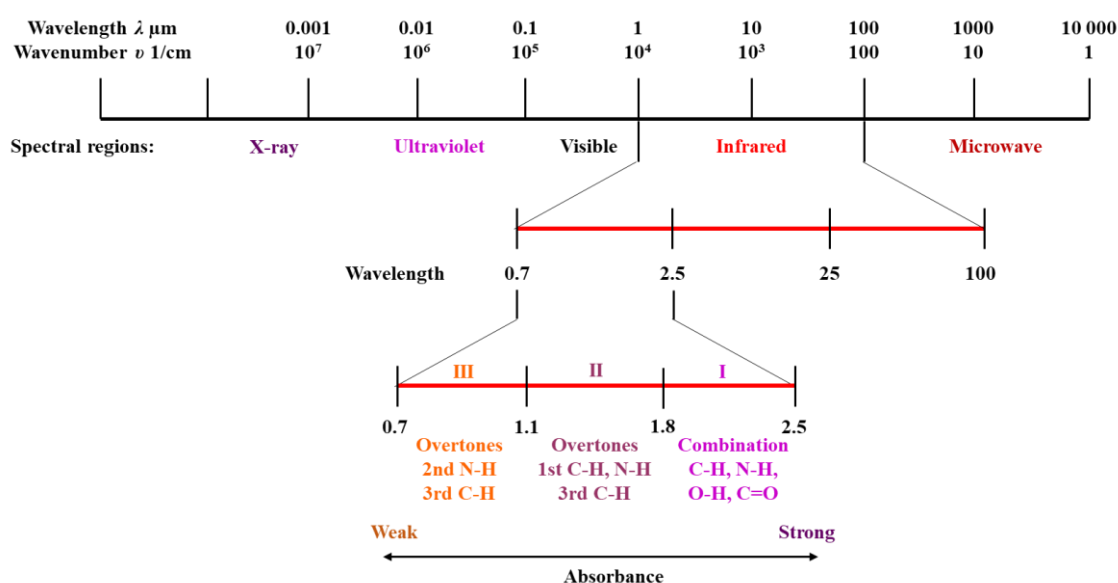 Wavelength λ µm 0.001 0.01 0.1 1 10 100 1000 10 000
Wavenumber υ 1/cm 10⁷ 10⁶ 10⁵ 10⁴ 10³ 100 10 1
Spectral regions: X-ray Ultraviolet Visible Infrared Microwave
Wavelength 0.7 2.5 25 100
III II I
0.7 1.1 1.8 2.5
Overtones Overtones Combination
2nd N-H 1st C-H, N-H C-H, N-H,
3rd C-H 3rd C-H O-H, C=O
Weak Strong
Absorbance